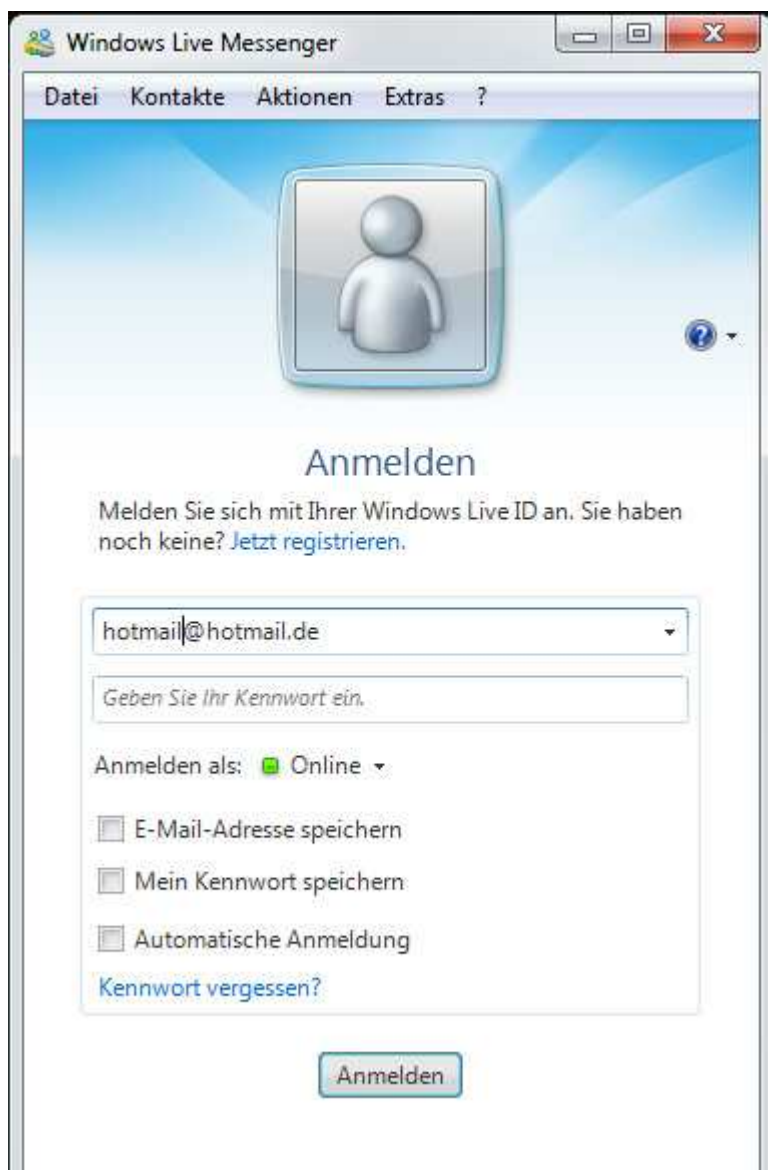 Windows Live Messenger
Datei Kontakte Aktionen Extras ?
Anmelden
Melden Sie sich mit Ihrer Windows Live ID an. Sie haben
noch keine? Jetzt registrieren.
hotmail@hotmail.de
Geben Sie Ihr Kennwort ein.
Anmelden als: Online
E-Mail-Adresse speichern
Mein Kennwort speichern
Automatische Anmeldung
Kennwort vergessen?
Anmelden